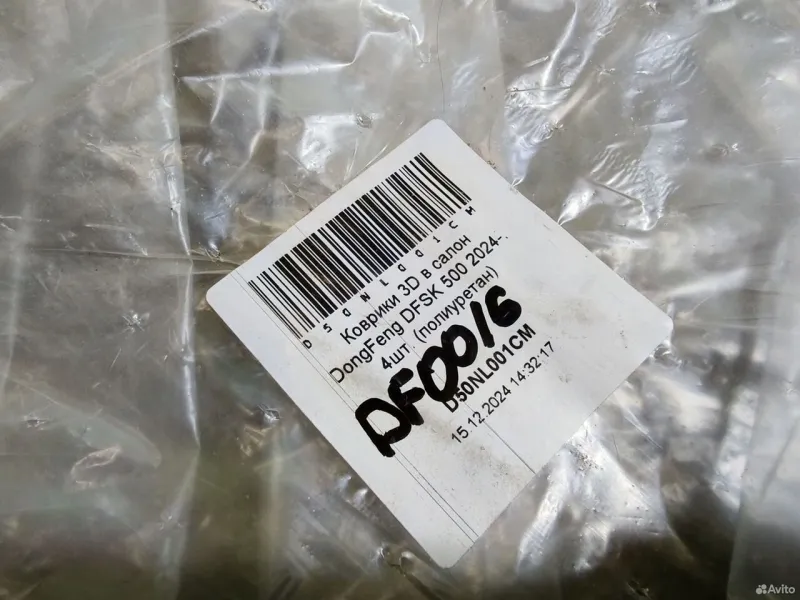 D50NL001CM
Коврики 3D в салон
DongFeng DFSK 500 2024-.
4шт. (полиуретан)
DF0016
D50NL001CM
15.12.2024 14:32:17
Avito